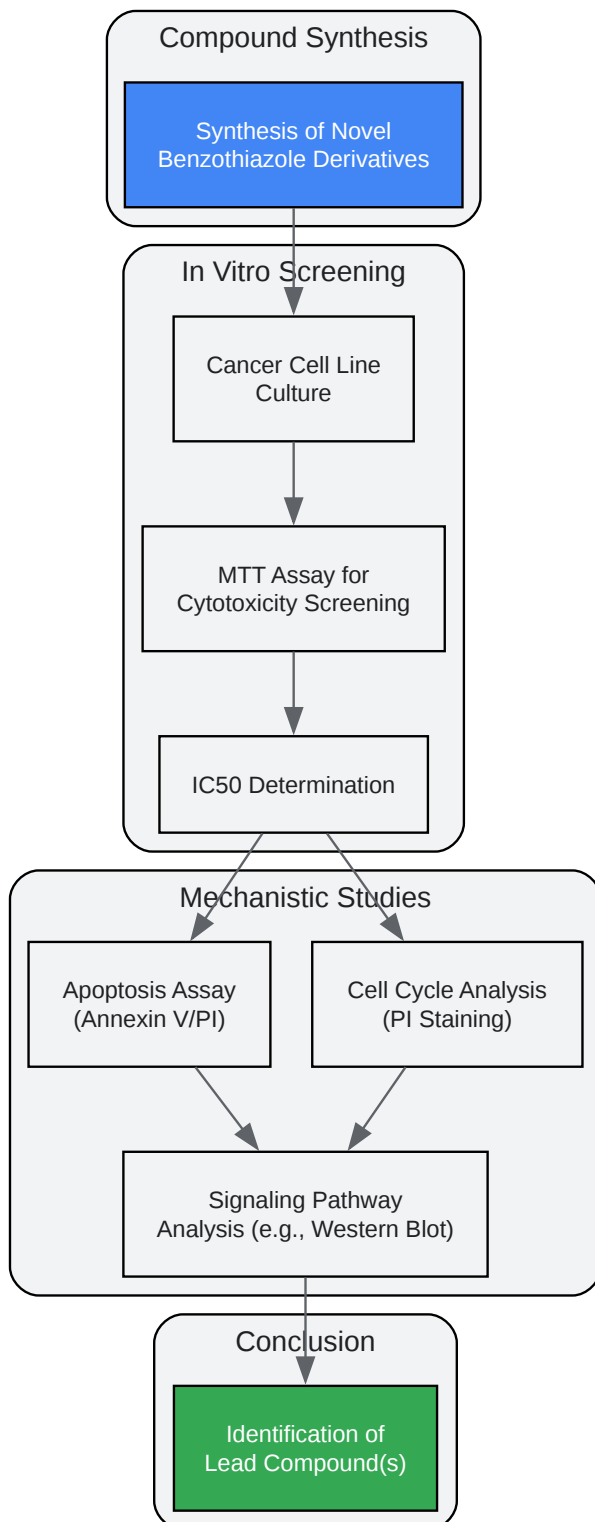 Compound Synthesis
Synthesis of Novel
Benzothiazole Derivatives
In Vitro Screening
Cancer Cell Line
Culture
MTT Assay for
Cytotoxicity Screening
IC50 Determination
Mechanistic Studies
Apoptosis Assay
(Annexin V/PI)
Cell Cycle Analysis
(PI Staining)
Signaling Pathway
Analysis (e.g., Western Blot)
Conclusion
Identification of
Lead Compound(s)